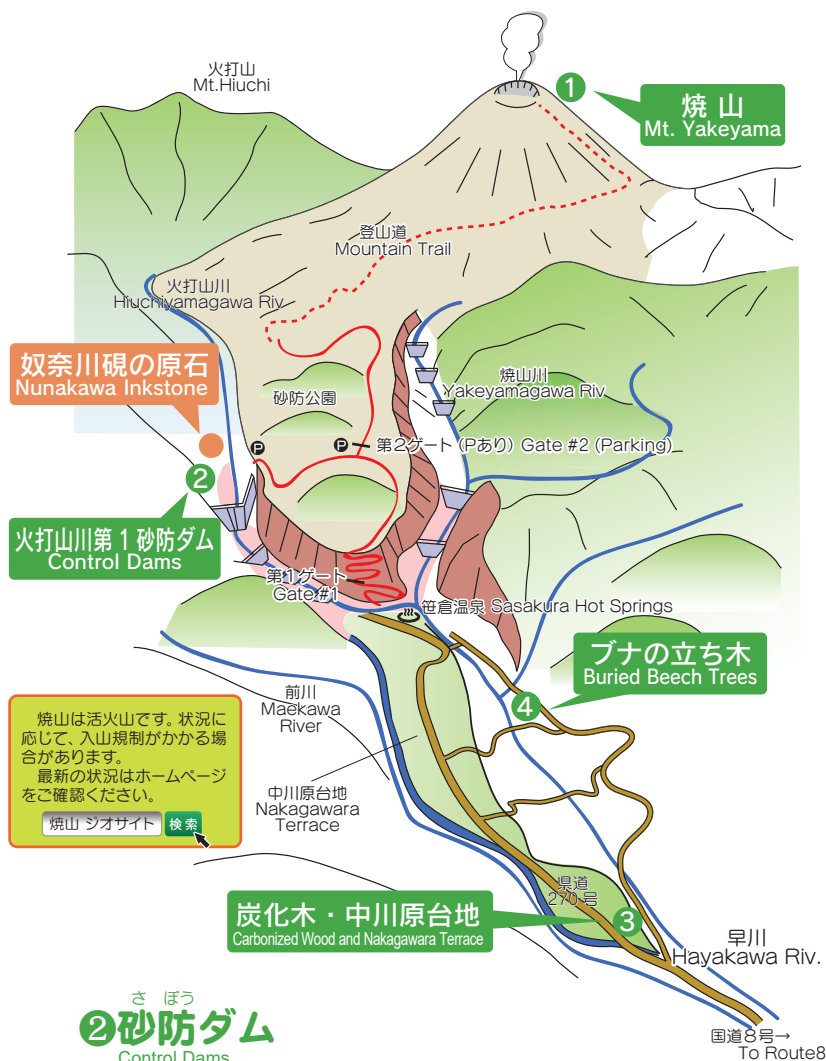 火打山
Mt.Hiuchi
1
焼 山
Mt. Yakeyama
登山道
Mountain Trail
火打山川
Hiuchiyamagawa Riv
奴奈川硯の原石
Nunakawa Inkstone
焼山川
Yakeyamagawa Riv
砂防公園
P
P
第2ゲート (Pあり) Gate #2 (Parking)
2
火打山川第1砂防ダム
Control Dams
第1ゲート
Gate #1
笹倉温泉 Sasakura Hot Springs
ブナの立ち木
Buried Beech Trees
4
前川
Maekawa
River
焼山は活火山です。状況に
応じて、入山規制がかかる場
合があります。
最新の状況はホームページ
をご確認ください。
焼山 ジオサイト 検索
中川原台地
Nakagawara
Terrace
県道
270号
炭化木・中川原台地
Carbonized Wood and Nakagawara Terrace
3
早川
Hayakawa Riv.
さ ぼう
❷砂防ダム
Control Dams
国道8号→
To Route8